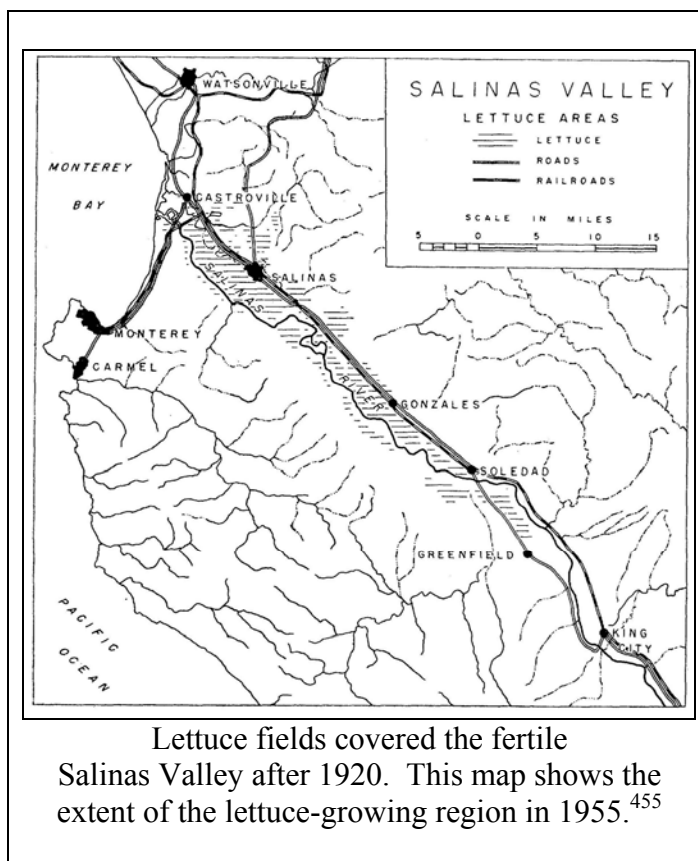 WATSONVILLE
SALINAS VALLEY
LETTUCE AREAS
LETTUCE
ROADS
RAILROADS
SCALE IN MILES
5 0 5 10 15
MONTEREY
BAY
CASTROVILLE
SALINAS
SALINAS
RIVER
MONTEREY
CARMEL
GONZALES
SOLEDAD
GREENFIELD
KING
CITY
PACIFIC
OCEAN
Lettuce fields covered the fertile
Salinas Valley after 1920. This map shows the
extent of the lettuce-growing region in 1955.455